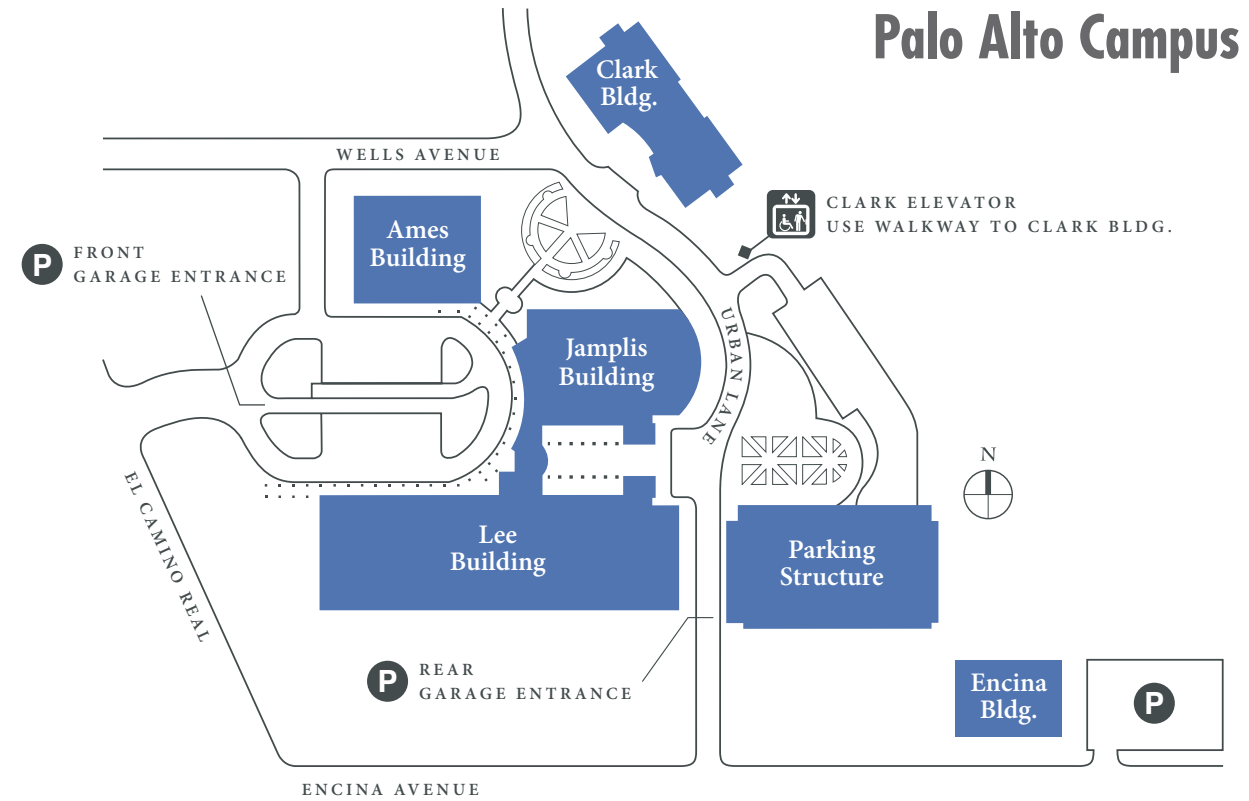 Palo Alto Campus
Clark
Bldg.
WELLS AVENUE
CLARK ELEVATOR
USE WALKWAY TO CLARK BLDG.
Ames
Building
P
FRONT
GARAGE ENTRANCE
Jamplis
Building
URBAN LANE
N
EL CAMINO REAL
Lee
Building
Parking
Structure
P
REAR
GARAGE ENTRANCE
Encina
Bldg.
P
ENCINA AVENUE